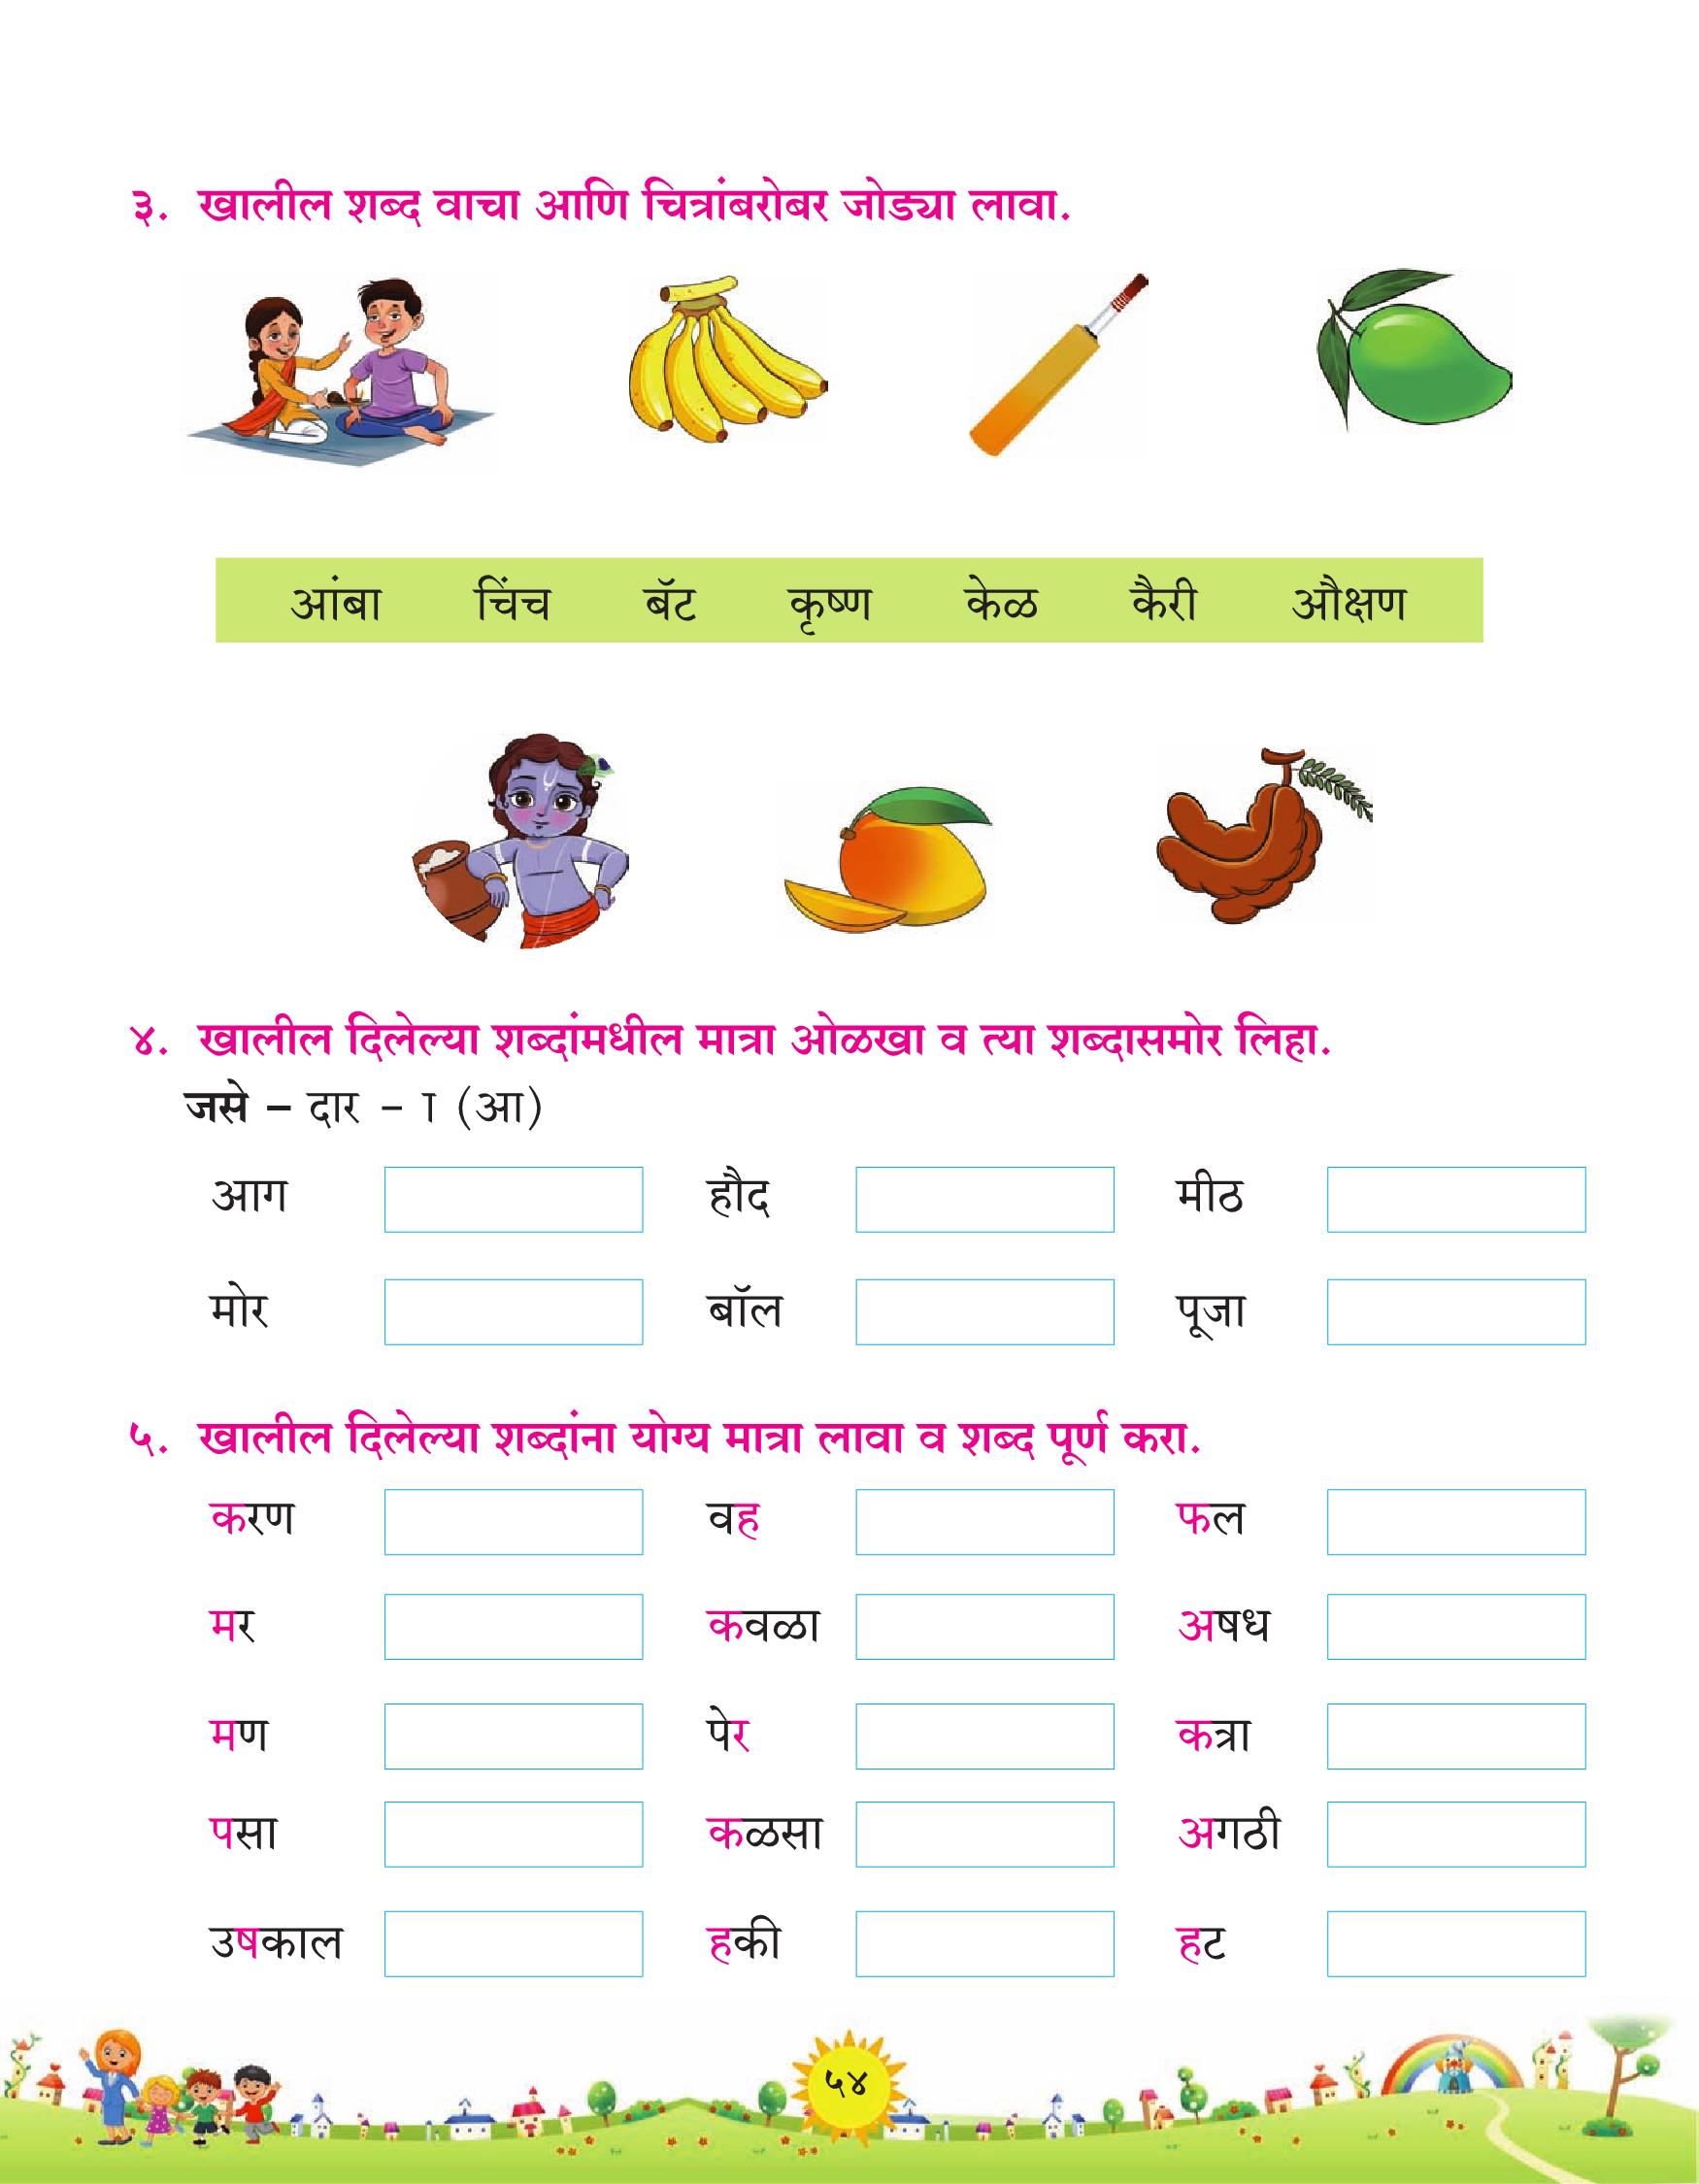 ३. खालील शब्द वाचा आणि चित्रांबरोबर जोड्या लावा.
आंबा चिंच बॅट कृष्ण केळ कैरी औक्षण
४. खालील दिलेल्या शब्दांमधील मात्रा ओळखा व त्या शब्दासमोर लिहा.
जसे – दार – ा (आ)
आग हौद मीठ
मोर बॉल पूजा
५. खालील दिलेल्या शब्दांना योग्य मात्रा लावा व शब्द पूर्ण करा.
करण वह फल
मर कवळा अषध
मण पेर कत्रा
पसा कळसा अगठी
उषकाल हकी हट
५४